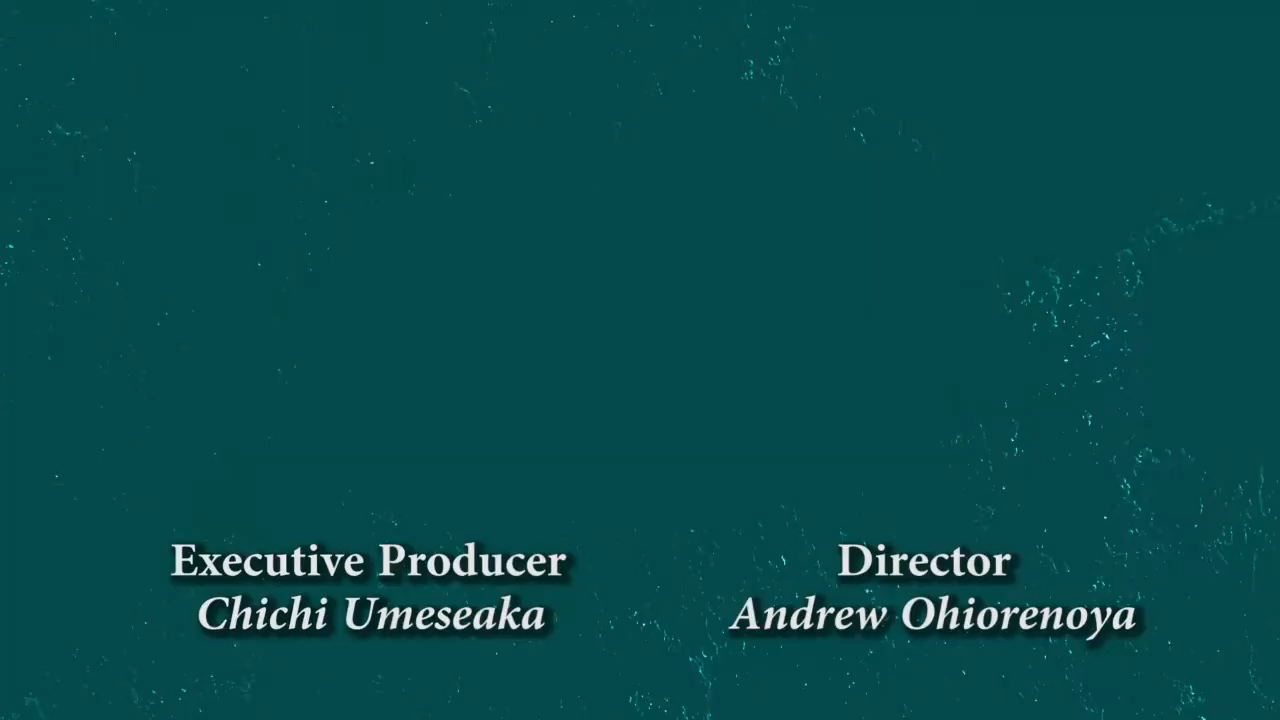 Executive Producer
Chichi Umeseaka
Director
Andrew Ohiorenoya